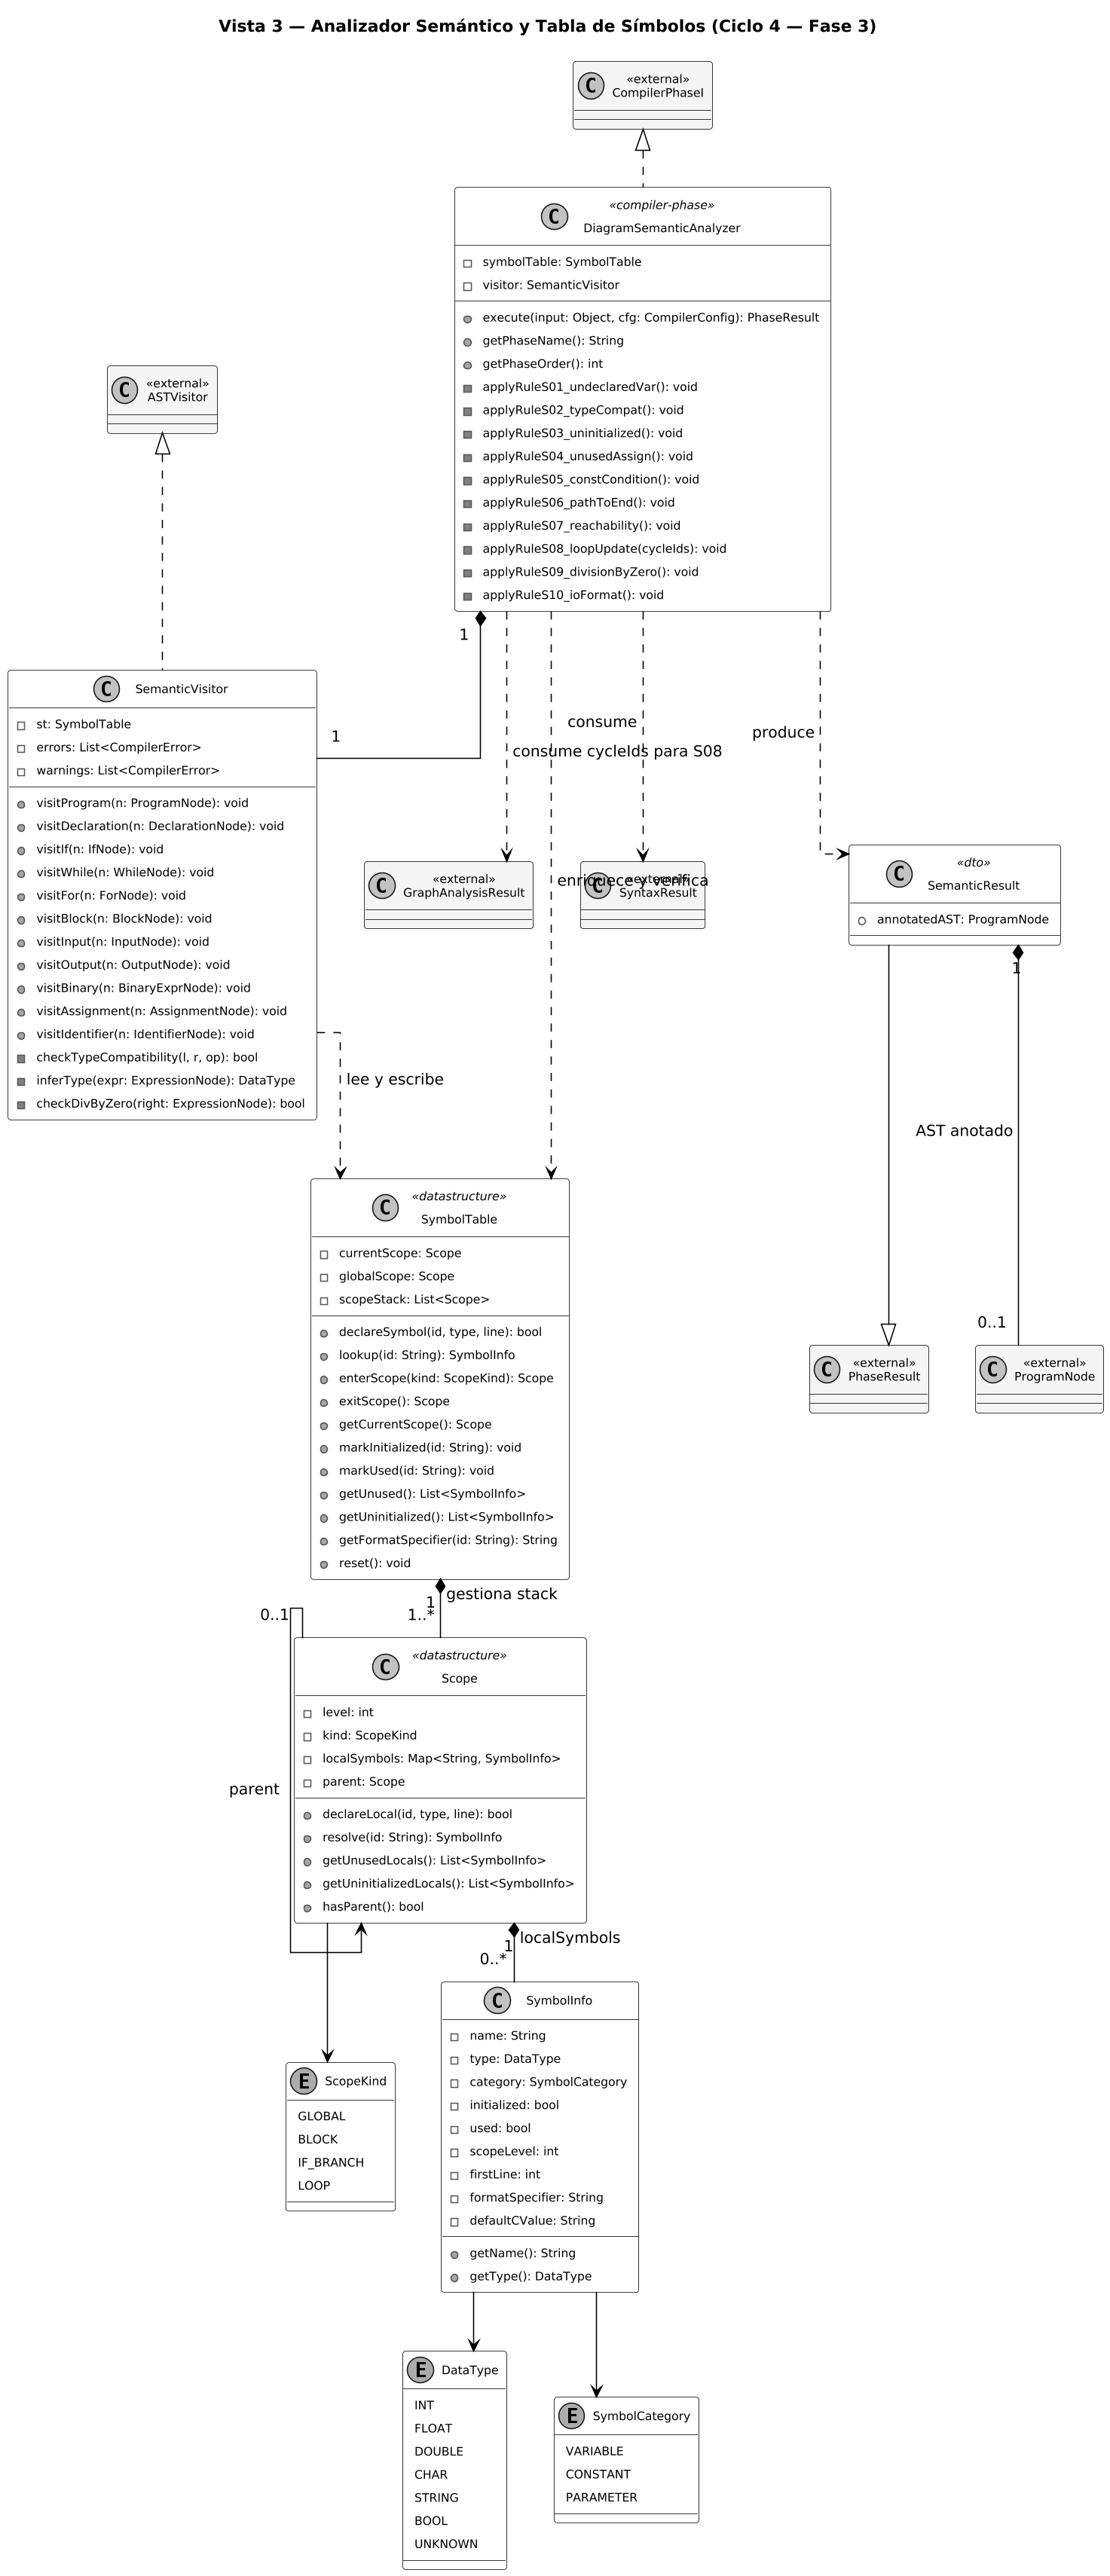 Vista 3 — Analizador Semántico y Tabla de Símbolos (Ciclo 4 — Fase 3)
C
«external»
CompilerPhaseI
C
«compiler-phase»
DiagramSemanticAnalyzer
symbolTable: SymbolTable
visitor: SemanticVisitor
execute(input: Object, cfg: CompilerConfig): PhaseResult
getPhaseName(): String
getPhaseOrder(): int
applyRuleS01_undeclaredVar(): void
applyRuleS02_typeCompat(): void
applyRuleS03_uninitialized(): void
applyRuleS04_unusedAssign(): void
applyRuleS05_constCondition(): void
applyRuleS06_pathToEnd(): void
applyRuleS07_reachability(): void
applyRuleS08_loopUpdate(cycleIds): void
applyRuleS09_divisionByZero(): void
applyRuleS10_ioFormat(): void
C
«external»
ASTVisitor
1
1
C
SemanticVisitor
st: SymbolTable
errors: List<CompilerError>
warnings: List<CompilerError>
visitProgram(n: ProgramNode): void
visitDeclaration(n: DeclarationNode): void
visitIf(n: IfNode): void
visitWhile(n: WhileNode): void
visitFor(n: ForNode): void
visitBlock(n: BlockNode): void
visitInput(n: InputNode): void
visitOutput(n: OutputNode): void
visitBinary(n: BinaryExprNode): void
visitAssignment(n: AssignmentNode): void
visitIdentifier(n: IdentifierNode): void
checkTypeCompatibility(l, r, op): bool
inferType(expr: ExpressionNode): DataType
checkDivByZero(right: ExpressionNode): bool
consume
consume cycleIds para S08
produce
C
«external»
GraphAnalysisResult
C
«external»
SyntaxResult
enriquece y verifica
C
«dto»
SemanticResult
annotatedAST: ProgramNode
lee y escribe
1
AST anotado
0..1
C
«external»
PhaseResult
C
«external»
ProgramNode
C
«datastructure»
SymbolTable
currentScope: Scope
globalScope: Scope
scopeStack: List<Scope>
declareSymbol(id, type, line): bool
lookup(id: String): SymbolInfo
enterScope(kind: ScopeKind): Scope
exitScope(): Scope
getCurrentScope(): Scope
markInitialized(id: String): void
markUsed(id: String): void
getUnused(): List<SymbolInfo>
getUninitialized(): List<SymbolInfo>
getFormatSpecifier(id: String): String
reset(): void
gestiona stack
1
1..*
0..1
parent
C
«datastructure»
Scope
level: int
kind: ScopeKind
localSymbols: Map<String, SymbolInfo>
parent: Scope
declareLocal(id, type, line): bool
resolve(id: String): SymbolInfo
getUnusedLocals(): List<SymbolInfo>
getUninitializedLocals(): List<SymbolInfo>
hasParent(): bool
localSymbols
1
0..*
E
ScopeKind
GLOBAL
BLOCK
IF_BRANCH
LOOP
C
SymbolInfo
name: String
type: DataType
category: SymbolCategory
initialized: bool
used: bool
scopeLevel: int
firstLine: int
formatSpecifier: String
defaultCValue: String
getName(): String
getType(): DataType
E
DataType
INT
FLOAT
DOUBLE
CHAR
STRING
BOOL
UNKNOWN
E
SymbolCategory
VARIABLE
CONSTANT
PARAMETER